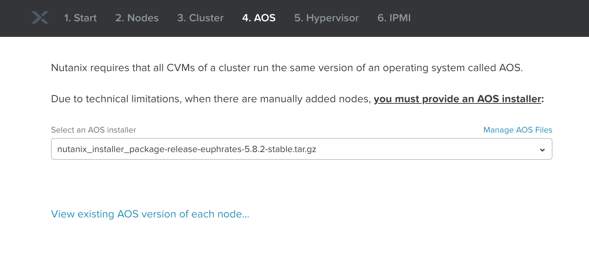 1. Start 2. Nodes 3. Cluster 4. AOS 5. Hypervisor 6. IPMI
Nutanix requires that all CVMs of a cluster run the same version of an operating system called AOS.
Due to technical limitations, when there are manually added nodes, you must provide an AOS installer:
Select an AOS installer Manage AOS Files
nutanix_installer_package-release-euphrates-5.8.2-stable.tar.gz
View existing AOS version of each node...